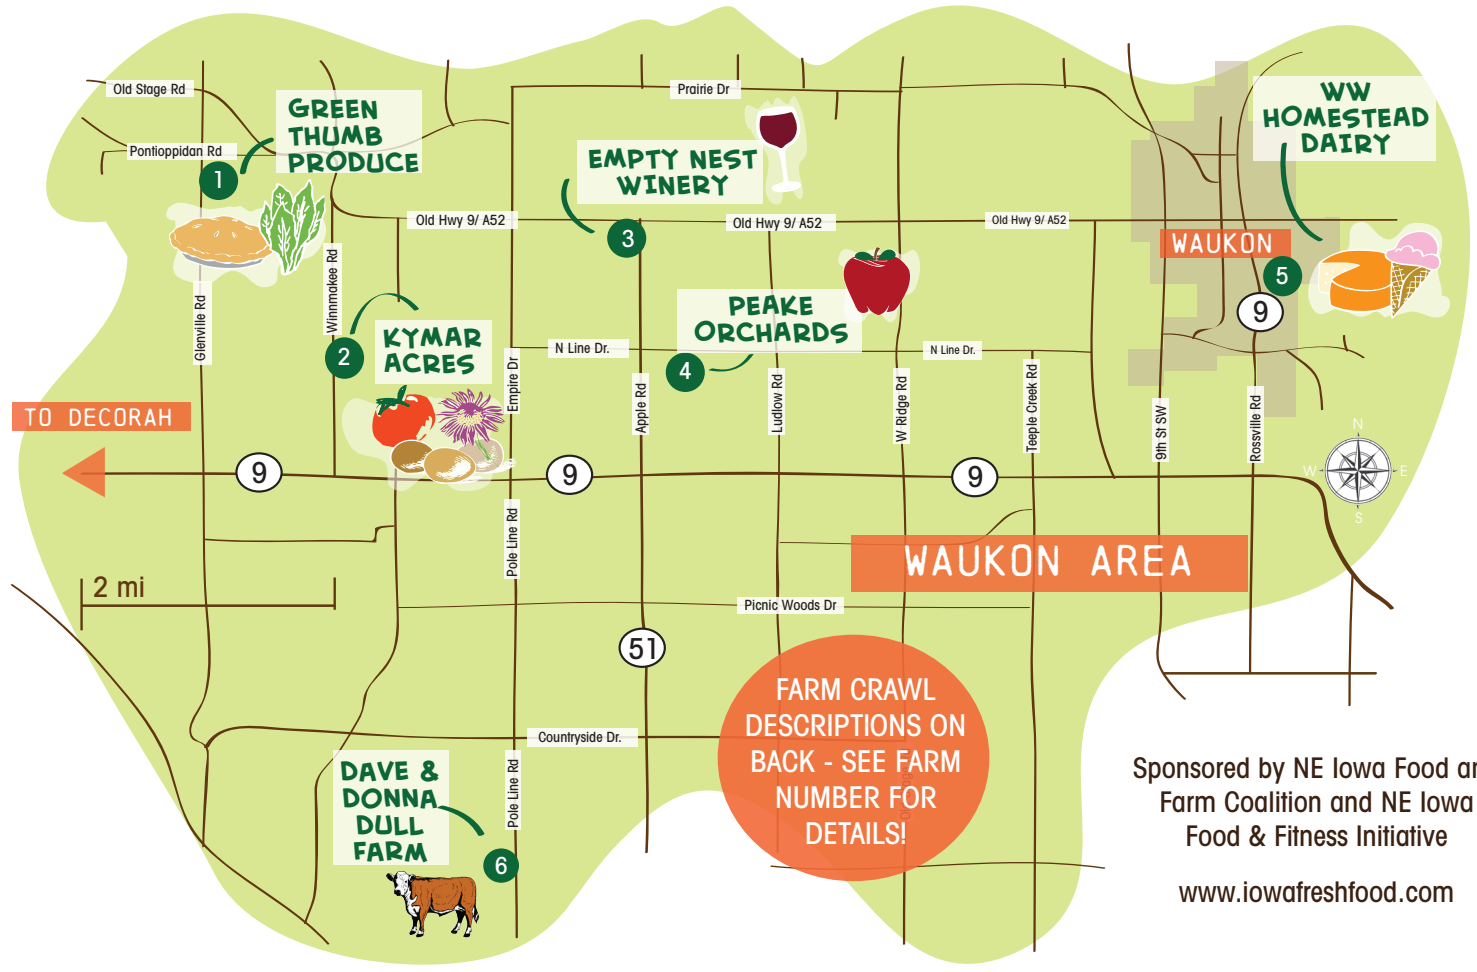 Old Stage Rd
Pontioppidan Rd
1
GREEN
THUMB
PRODUCE
Prairie Dr
EMPTY NEST
WINERY
3
WW
HOMESTEAD
DAIRY
Old Hwy 9/ A52
Old Hwy 9/ A52
Old Hwy 9/ A52
WAUKON
5
9
Glenville Rd
Winnmakee Rd
2
KYMAR
ACRES
PEAKE
ORCHARDS
4
N Line Dr.
N Line Dr.
Empire Dr
Apple Rd
Ludlow Rd
W Ridge Rd
Teeple Creek Rd
9th St SW
Rossville Rd
TO DECORAH
9
9
9
N
W
E
S
Pole Line Rd
WAUKON AREA
2 mi
Picnic Woods Dr
51
FARM CRAWL
DESCRIPTIONS ON
BACK - SEE FARM
NUMBER FOR
DETAILS!
Countryside Dr.
DAVE &
DONNA
DULL
FARM
Pole Line Rd
6
Sponsored by NE Iowa Food
Farm Coalition and NE Iowa
Food & Fitness Initiative
www.iowafreshfood.com